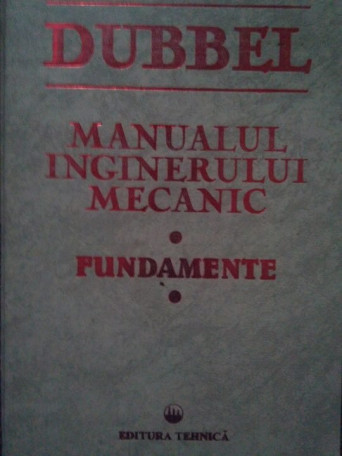 DUBBEL
MANUALUL
INGINERULUI
MECANIC
FUNDAMENTE
EDITURA TEHNICĂ